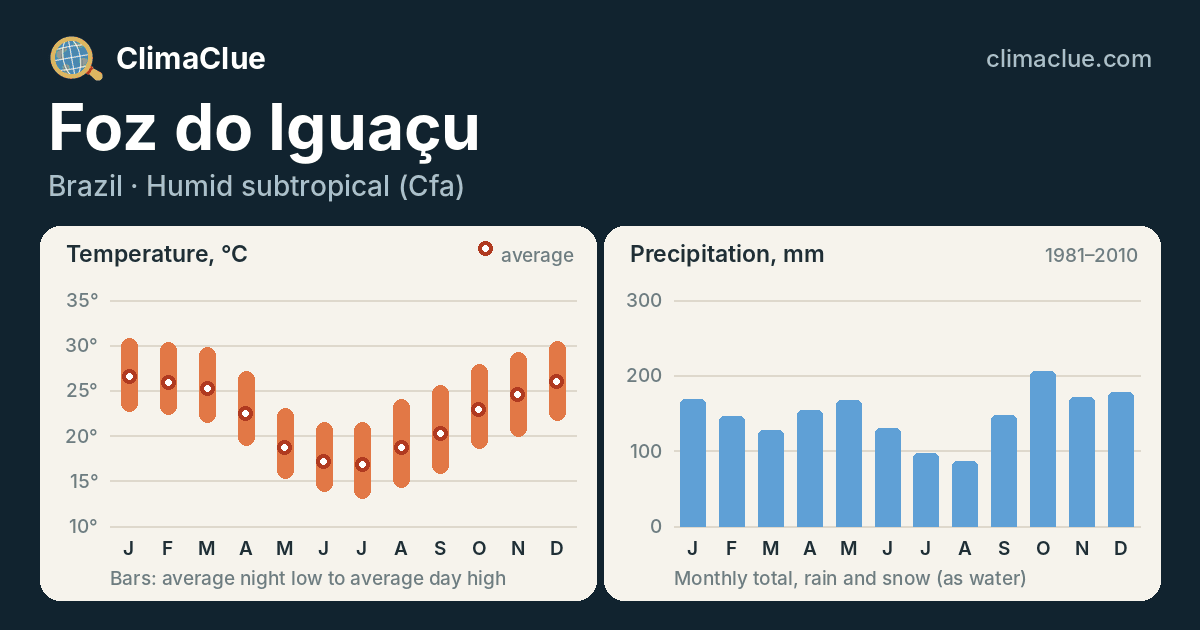 ClimaClue
climaclue.com
Foz do Iguaçu
Brazil · Humid subtropical (Cfa)
Temperature, °C
average
35°
30°
25°
20°
15°
10°
J F M A M J J A S O N D
Bars: average night low to average day high
Precipitation, mm
1981–2010
300
200
100
0
J F M A M J J A S O N D
Monthly total, rain and snow (as water)